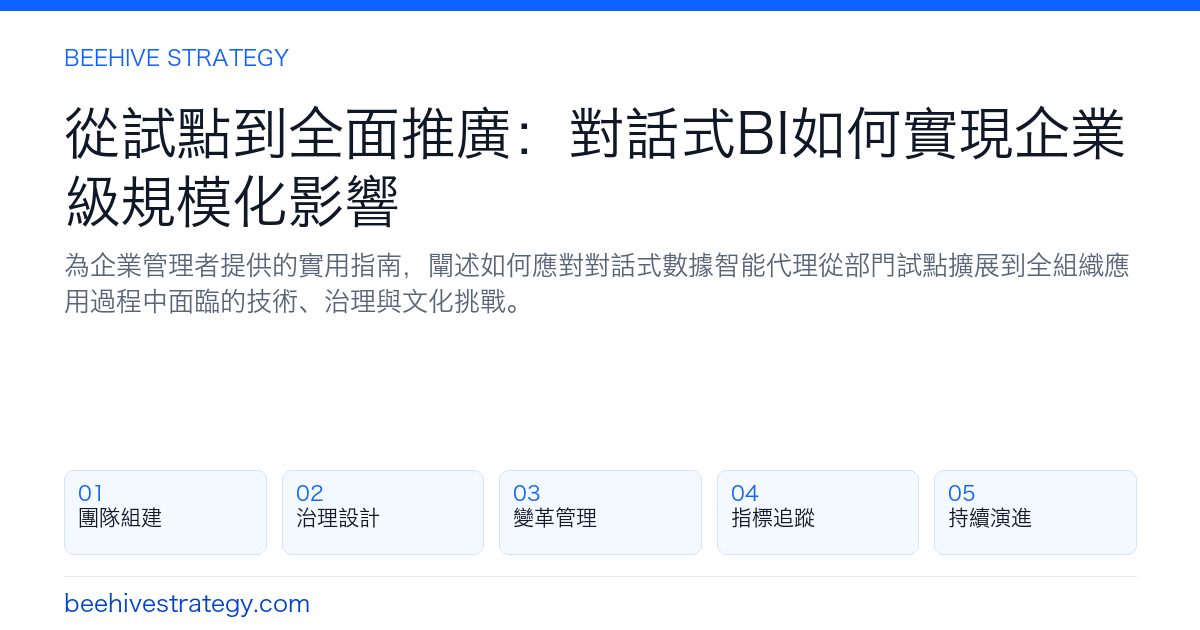 BEEHIVE STRATEGY
從試點到全面推廣：對話式BI如何實現企業
級規模化影響
為企業管理者提供的實用指南，闡述如何應對對話式數據智能代理從部門試點擴展到全組織應
用過程中面臨的技術、治理與文化挑戰。
01
團隊組建
02
治理設計
03
變革管理
04
指標追蹤
05
持續演進
beehivestrategy.com